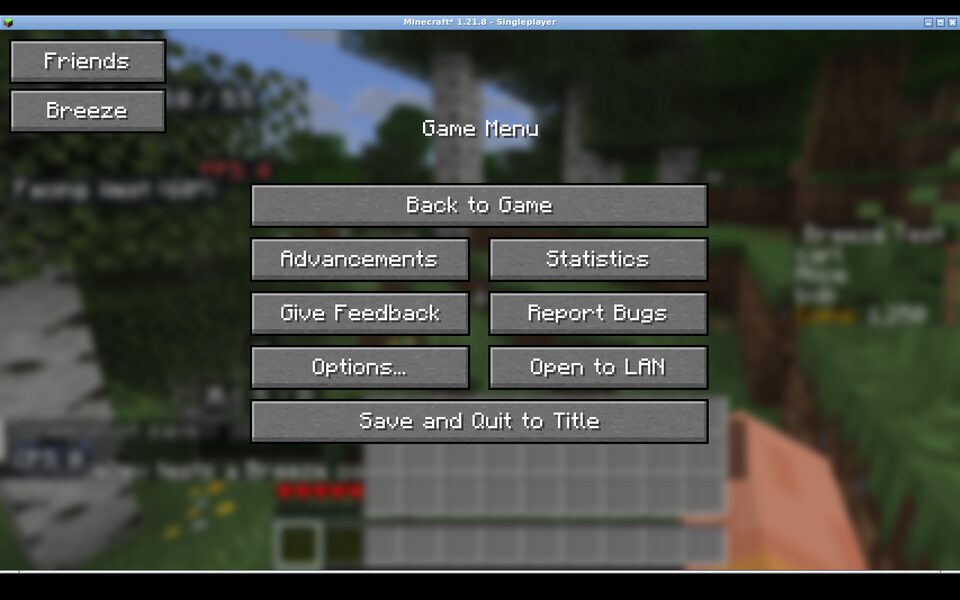 Minecraft* 1.21.8 - Singleplayer
Friends
Breeze
Game Menu
Back to Game
Advancements
Statistics
Give Feedback
Report Bugs
Options...
Open to LAN
Save and Quit to Title